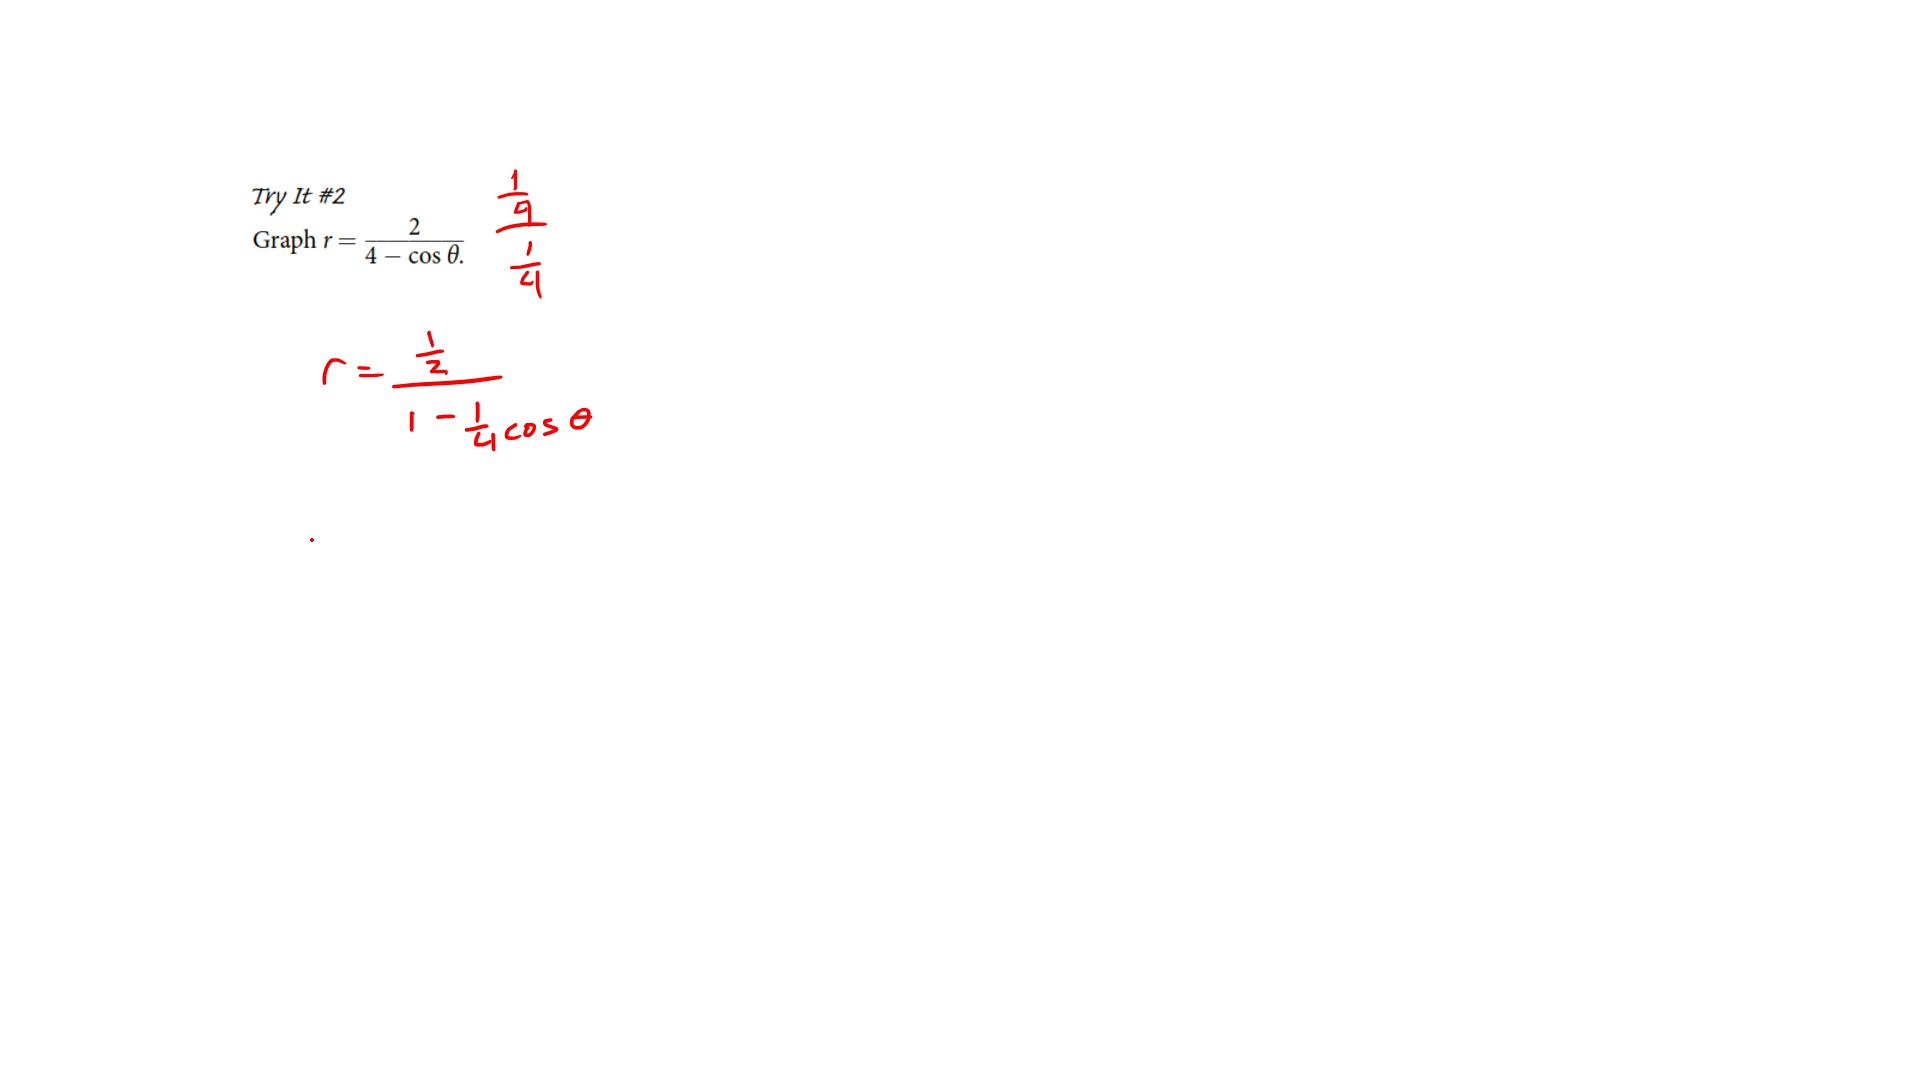 Try It #2
Graph r = 2/(4 − cos θ.
(1/4)/(1/4)
r = (1/2)/(1 − 1/4 cos θ)